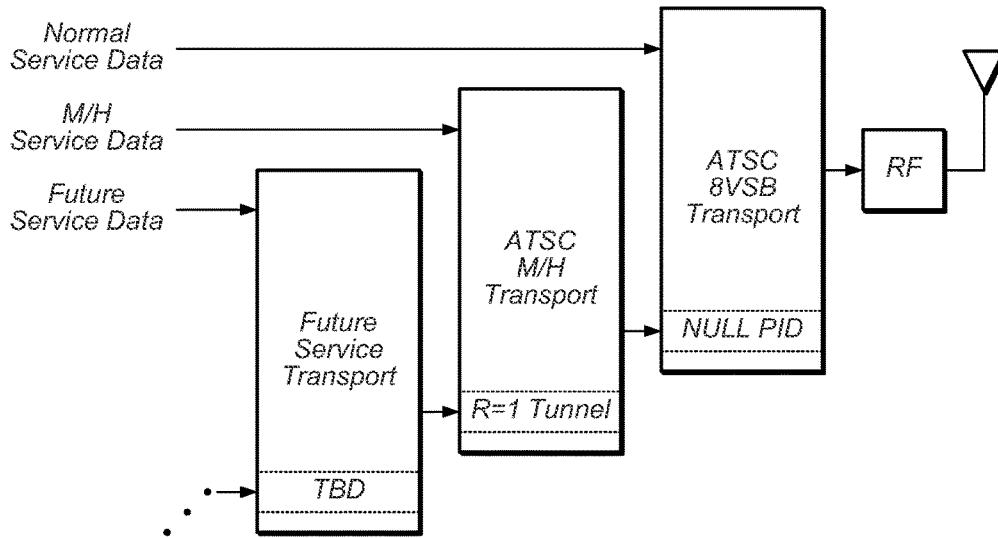 Normal
Service Data
M/H
Service Data
Future
Service Data
Future
Service
Transport
TBD
ATSC
M/H
Transport
R=1 Tunnel
ATSC
8VSB
Transport
NULL PID
RF